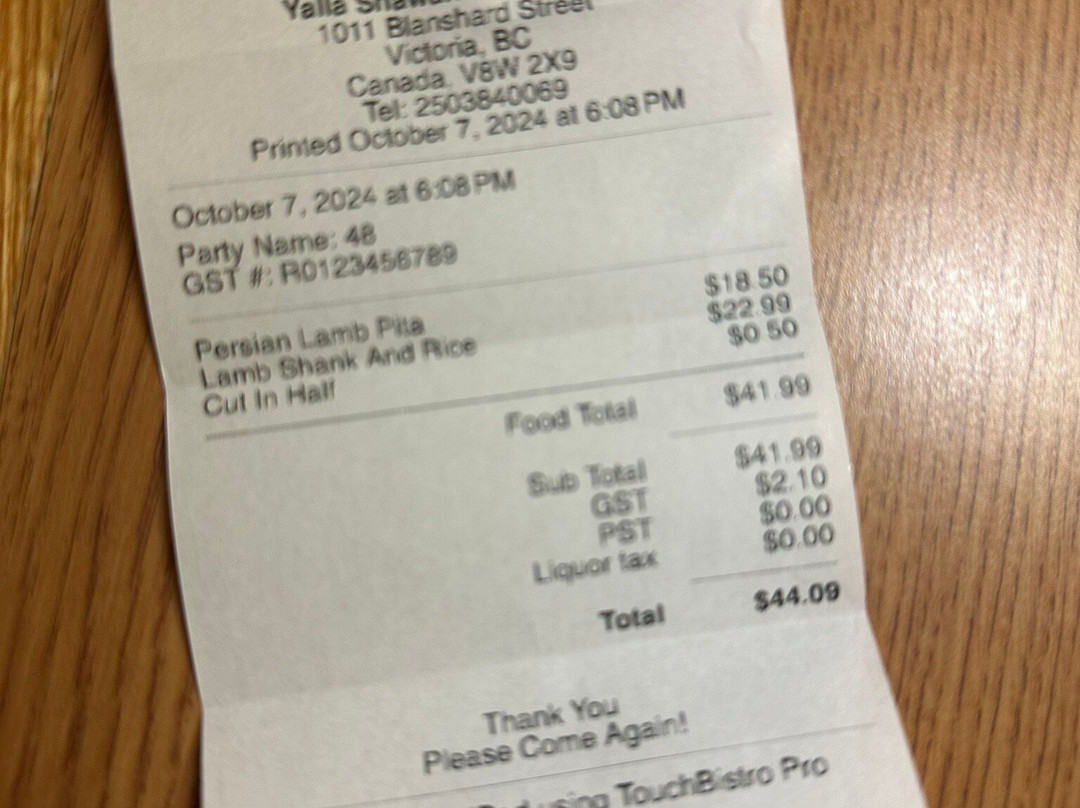 Yalla
1011 Blanshard Street
Victoria, BC
Canada, V8W 2X9
Tel: 2503840069
Printed October 7, 2024 at 6:08 PM
October 7, 2024 at 6:08 PM
Party Name: 48
GST #: R0123456789
Persian Lamb Pita $18.50
Lamb Shank And Rice $22.99
Cut In Half $0.50
Food Total $41.99
Sub Total $41.99
GST $2.10
PST $0.00
Liquor tax $0.00
Total $44.09
Thank You
Please Come Again!
using TouchBistro Pro